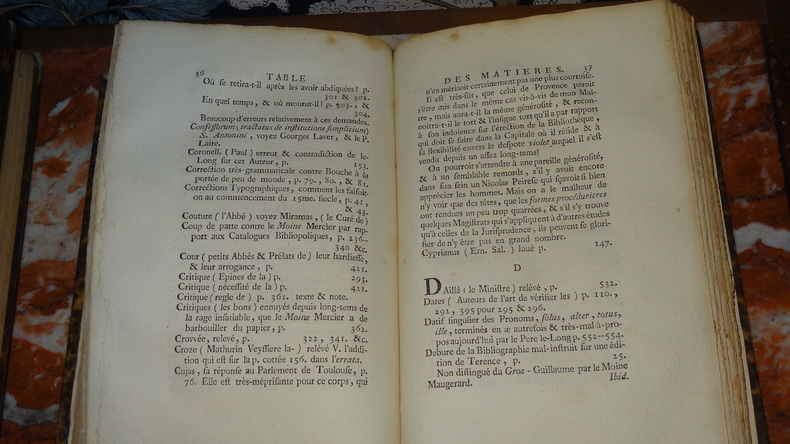 36 TABLE
Où se retira-t-il après les avoir abdiquées! p.
301 & 302.
En quel temps, & où mourut-il! p. 303., &
304.
Beaucoup d'erreurs relativement à ces demandes.
Confessorum; tractatus de institutione simplicium)
S. Antonini, voyez Georges Laver, & le P.
Laire.
Coronell. (Paul) erreur & contradiction de le-
Long sur cet Auteur, p. 153.
Correction très-grammaticale contre Bouche à la
portée de peu de monde, p. 79., 80., & 81.
Corrections Typographiques, comment les faisoit-
on au commencement du 15me. siecle, p. 41,
& 43.
Couture (l'Abbé) voyez Miramas, (le Curé de)
Coup de patte contre le Moine Mercier par rap-
port aux Catalogues Bibliopoliques, p. 236—
340 &c.
Cour (petits Abbés & Prélats de) leur hardiesse,
& leur arrogance, p. 421.
Critique (Epines de la) p. 293.
Critique (nécessité de la) p. 421.
Critique (regle de) p. 361. texte & note.
Critiques (les bons) ennuyés depuis long-tems de
la rage insatiable, que le Moine Mercier a de
barbouiller du papier, p. 362.
Crovvée, relevé, p. 322, 341. &c.
Croze (Mathurin Veyssiere la-) relévé V. l'addi-
tion qui est sur la p. cottée 156. dans l'errata.
Cujas, sa réponse au Parlement de Toulouse, p.
76. Elle est très-méprisante pour ce corps, qui
DES MATIERES. 37
n'en méritoit certainement pas une plus courtoise.
Il est très-sûr, que celui de Provence paroit
s'être mis dans le même cas vis-à-vis de mon Maî-
tre, mais aura-t-il la même générosité, & recon-
noitra-t-il le tort & l'insigne tort qu'il a par rapport
à son indolence sur l'érection de la Bibliothéque,
qui doit se faire dans la Capitale où il réside & à
sa flexibilité envers le despote violet auquel il s'est
vendu depuis un assez long-tems!
On pourroit s'attendre à une pareille générosité,
& à un semblable remords, s'il y avoit encore
dans son sein un Nicolas Peiresc qui sçavoit si bien
apprécier les hommes. Mais on a le malheur de
n'y voir que des têtes, que les formes procédurieres
ont rendues un peu trop quarrées, & s'il s'y trouve
quelques Magistrats qui s'appliquent à d'autres études
qu'à celles de la Jurisprudence, ils peuvent se glori-
fier de n'y être pas en grand nombre.
Cyprianus (Ern. Sal.) loué p. 147.
D
Daillé (le Ministre) relévé, p. 532.
Dates (Auteurs de l'art de vérifier les) p. 110.,
292, 395 pour 295 & 296.
Datif singulier des Pronoms, solus, alter, totus,
ille, terminés en æ autrefois & très-mal-à-pro-
pos aujourd'hui par le Pere le-Long p. 552—554.
Debure de la Bibliographie mal-instruit sur une édi-
tion de Terence, p. 25.
Non distingué du Gros-Guillaume par le Moine
Maugerard. Ibid.